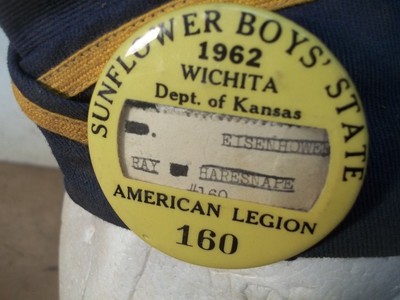 SUNFLOWER BOYS' STATE
1962
WICHITA
Dept. of Kansas
EISENHOWER
RAY HARESNAPE
#160
AMERICAN LEGION
160